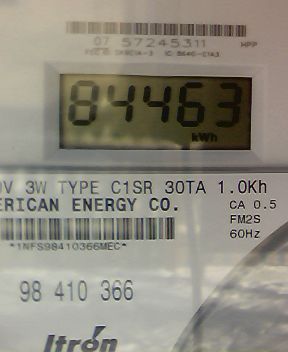 07 57245311 HPP
84463
kWh
0V 3W TYPE C1SR 30TA 1.0Kh
ERICAN ENERGY CO. CA 0.5
FM2S
*1NFS98410366MEC* 60Hz
98 410 366
Itron